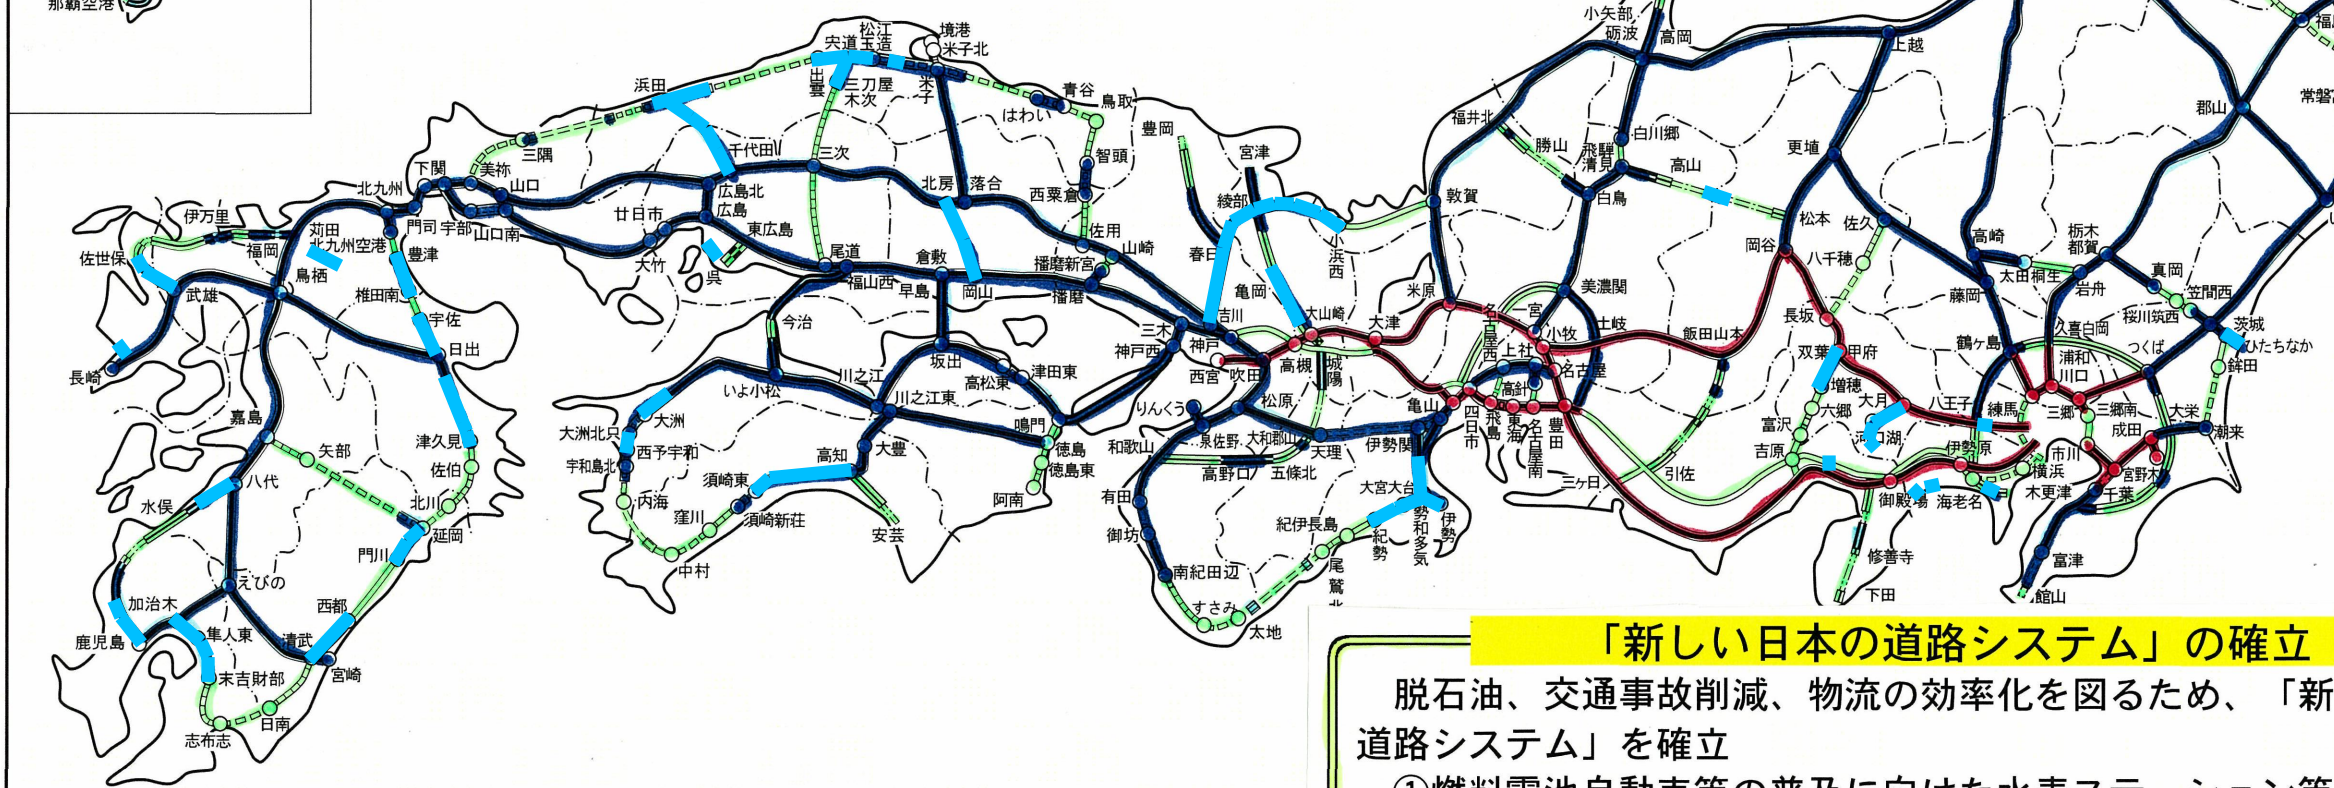 那覇空港
小矢部
砺波
高岡
上越
松江
境港
宍道
玉造
米子北
出雲
三刀屋
木次
米子
浜田
青谷
はわい
鳥取
郡山
三隅
豊岡
福井北
勝山
白川郷
飛騨
清見
高山
更埴
宮津
千代田
三次
智頭
下関
美祢
山口
北九州
広島北
北房
落合
西粟倉
綾部
敦賀
白鳥
松本
佐久
伊万里
苅田
北九州空港
門司
宇部
山口南
廿日市
広島
東広島
佐用
山崎
春日
小浜西
岡谷
高崎
栃木
都賀
佐世保
福岡
豊津
大竹
呉
尾道
倉敷
播磨新宮
八千穂
太田桐生
真岡
鳥栖
福山西
早島
岡山
播磨
亀岡
米原
美濃関
藤岡
岩舟
笠間西
武雄
椎田南
今治
三木
吉川
大山崎
大津
名古屋西
一宮
小牧
土岐
飯田山本
長坂
久喜白岡
桜川筑西
茨城
宇佐
日出
神戸西
神戸
上社
双葉
甲府
鶴ヶ島
浦和
川口
つくば
ひたちなか
長崎
いよ小松
川之江
坂出
高松東
津田東
西宮
吹田
高槻
城陽
高針
名古屋
増穂
鉾田
嘉島
大洲
川之江東
りんくう
松原
亀山
四日市
飛島
東海
名古屋南
豊田
六郷
大月
八王子
練馬
三郷
三郷南
大栄
津久見
大洲北只
西予宇和
鳴門
徳島
泉佐野
大和郡山
伊勢関
富沢
河口湖
伊勢原
成田
潮来
矢部
佐伯
宇和島北
高知
大豊
徳島東
和歌山
高野口
五條北
天理
引佐
吉原
市川
横浜
宮野木
八代
須崎東
阿南
三ヶ日
水俣
北川
内海
窪川
須崎新荘
有田
大宮大台
勢和多気
伊勢
御殿場
海老名
木更津
千葉
延岡
安芸
御坊
紀伊長島
紀勢
門川
中村
修善寺
富津
えびの
南紀田辺
尾鷲北
加治木
西都
すさみ
下田
館山
鹿児島
隼人東
清武
太地
末吉財部
宮崎
日南
志布志
「新しい日本の道路システム」の確立
脱石油、交通事故削減、物流の効率化を図るため、「新
道路システム」を確立
①燃料電池自動車等の普及に向けた水素ステーション等